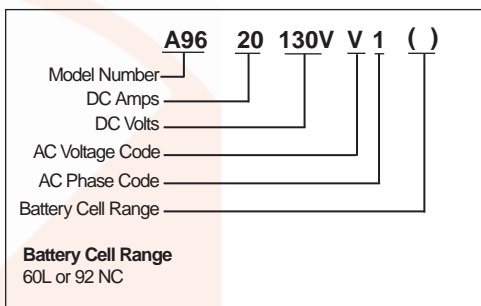 A96 20 130V V 1 ( )
Model Number
DC Amps
DC Volts
AC Voltage Code
AC Phase Code
Battery Cell Range
Battery Cell Range
60L or 92 NC